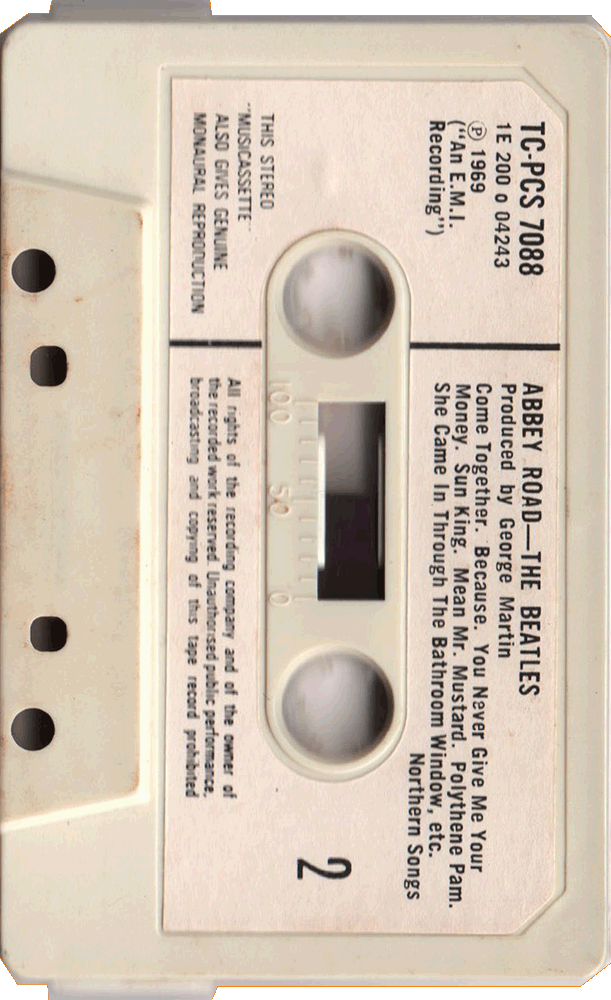 TC-PCS 7088
1E 200 o 04243
℗ 1969
("An E.M.I.
Recording")
ABBEY ROAD—THE BEATLES
Produced by George Martin
Come Together. Because. You Never Give Me Your
Money. Sun King. Mean Mr. Mustard. Polythene Pam.
She Came In Through The Bathroom Window, etc.
Northern Songs
100 50 0
2
THIS STEREO
"MUSICASSETTE"
ALSO GIVES GENUINE
MONAURAL REPRODUCTION
All rights of the recording company and of the owner of
the recorded work reserved. Unauthorised public performance,
broadcasting and copying of this tape record prohibited